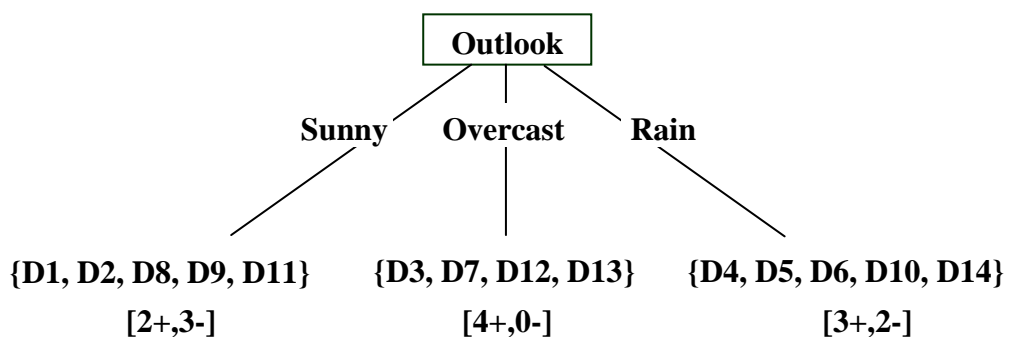 Outlook
Sunny Overcast Rain
{D1, D2, D8, D9, D11} {D3, D7, D12, D13} {D4, D5, D6, D10, D14}
[2+,3-] [4+,0-] [3+,2-]